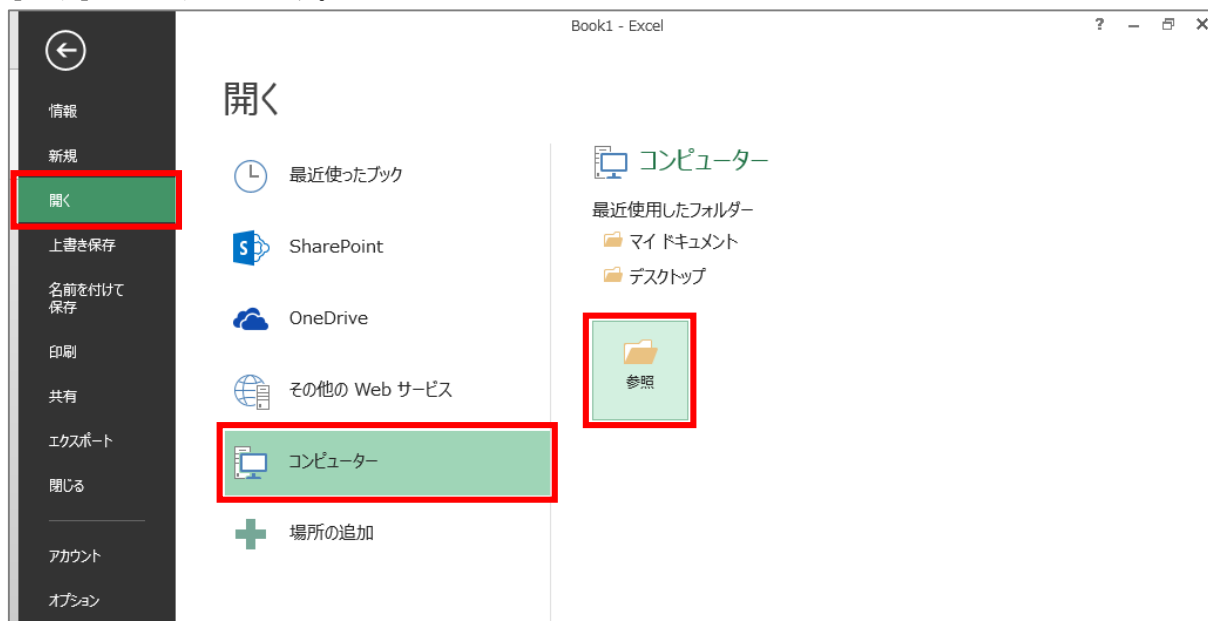 Book1 - Excel
?
情報
新規
開く
上書き保存
名前を付けて
保存
印刷
共有
エクスポート
閉じる
アカウント
オプション
開く
最近使ったブック
SharePoint
OneDrive
その他の Web サービス
コンピューター
場所の追加
コンピューター
最近使用したフォルダー
マイ ドキュメント
デスクトップ
参照